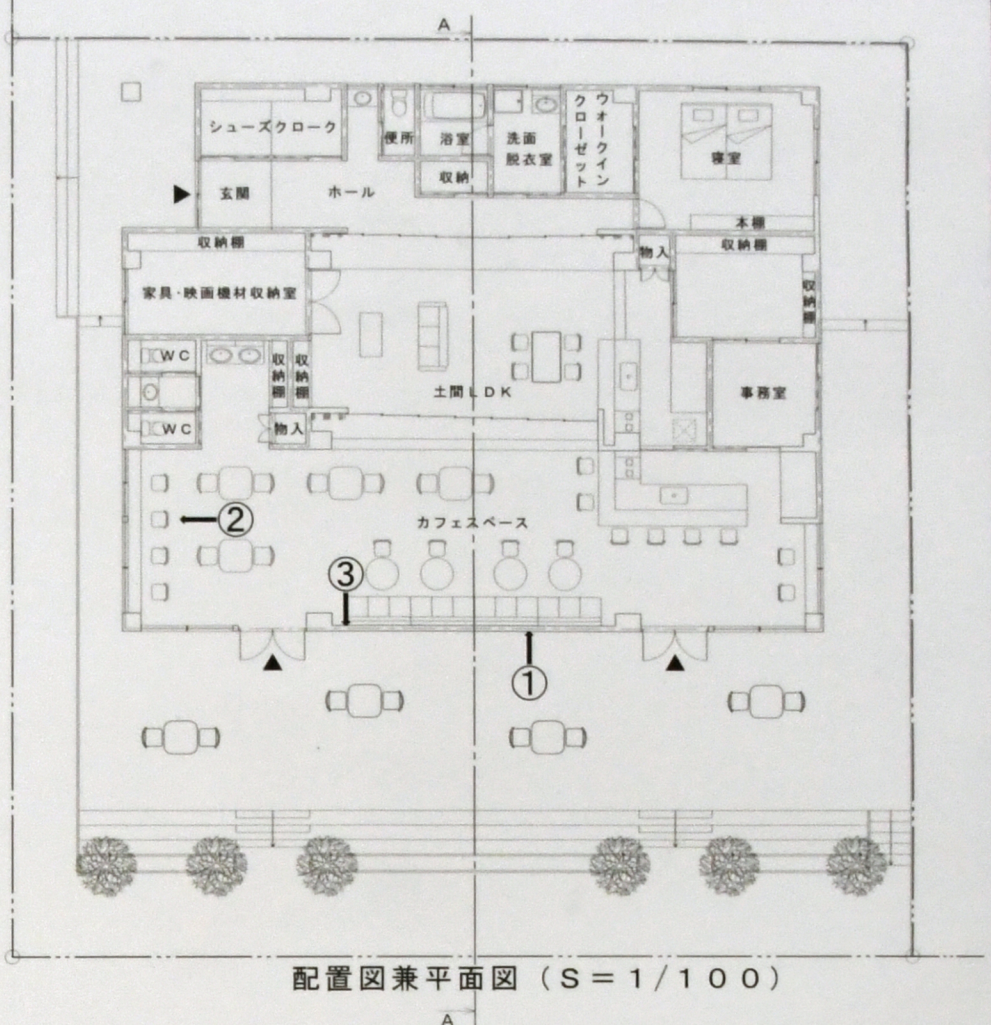 A
シューズクローク
便所
浴室
洗面
脱衣室
ウォークイン
クローゼット
寝室
収納
玄関
ホール
本棚
収納棚
物入
収納棚
収納棚
家具・映画機材収納室
WC
収納棚
収納棚
土間LDK
事務室
WC
物入
カフェスペース
②
③
①
配置図兼平面図(S=1/100)
A